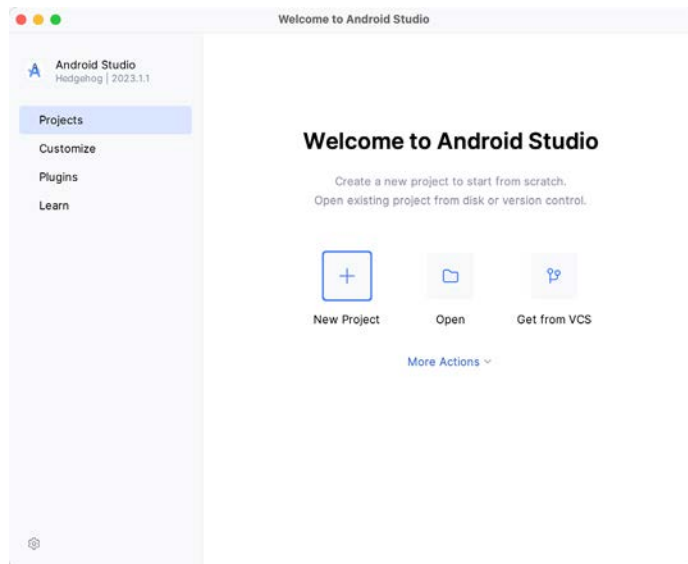 Welcome to Android Studio
Android Studio
Hedgehog | 2023.1.1
Projects
Customize
Plugins
Learn
Welcome to Android Studio
Create a new project to start from scratch.
Open existing project from disk or version control.
New Project
Open
Get from VCS
More Actions